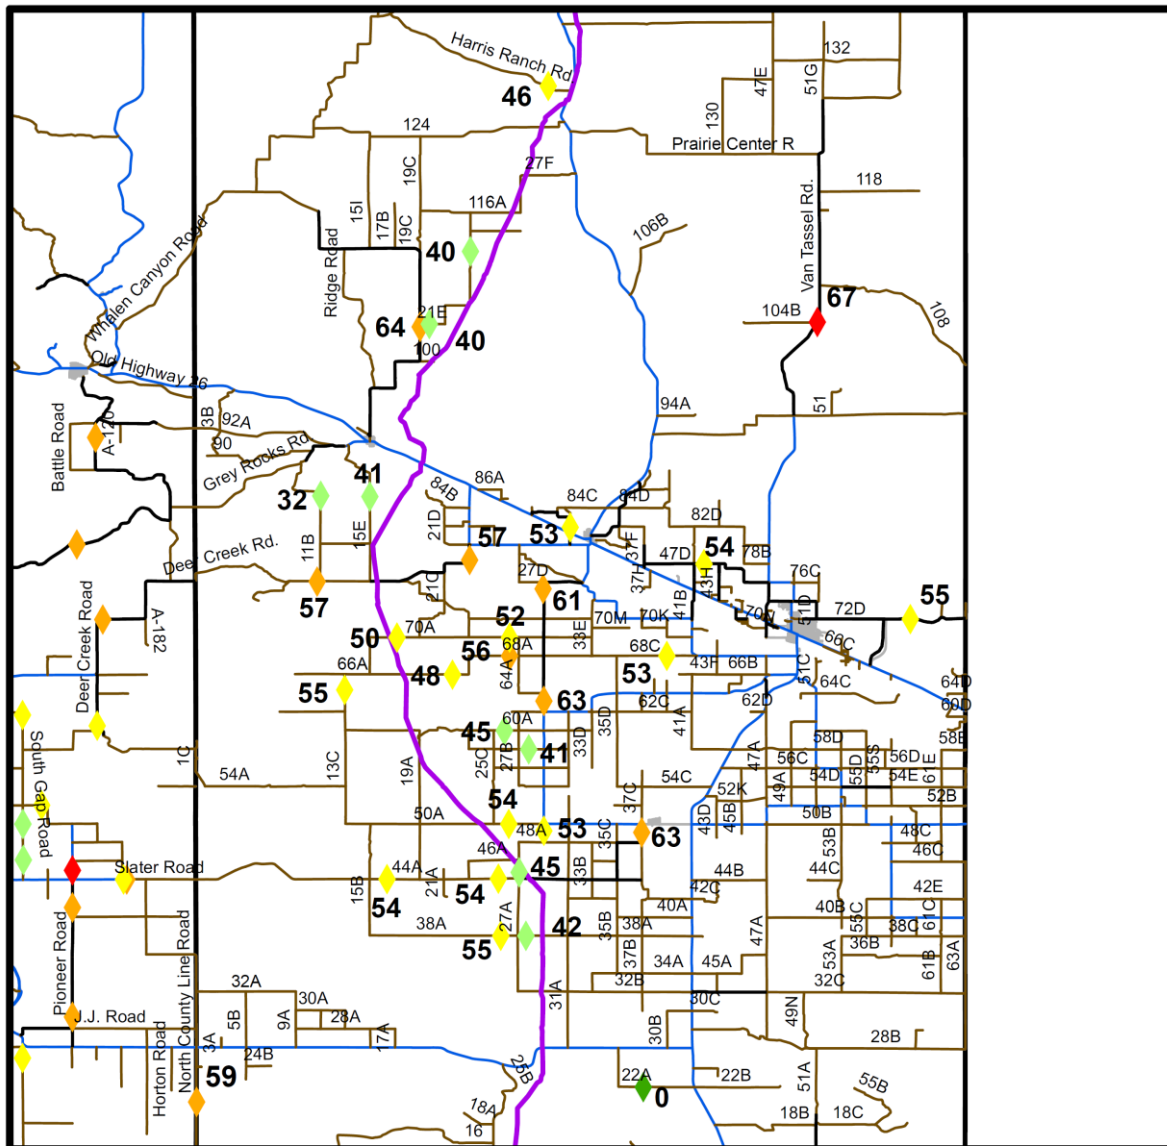 Harris Ranch Rd
132
51G
47E
46
130
124
Prairie Center R
19C
27F
118
Van Tassel Rd.
15I
17B
19C
116A
106B
Whalen Canyon Road
Ridge Road
40
67
108
104B
21E
64
40
100
Old Highway 26
51
94A
3B
92A
A-120
Battle Road
90
Grey Rocks Rd
41
86A
84B
84C
84D
32
21D
82D
53
57
37F
54
78B
15E
11B
47D
Deer Creek Rd.
76C
27D
37H
43H
21C
57
61
41B
55
51D
72D
A-182
Deer Creek Road
52
70A
70M
70K
33E
50
68A
56
68C
66C
64A
53
43F
66B
51C
66A
48
64C
64D
55
63
62C
62D
60D
35D
41A
60A
45
58D
58E
South Gap Road
33D
41
1C
25C
27B
47A
56C
55D
55S
56D
61E
13C
19A
54A
54C
54D
54E
49A
52K
52B
37C
54
50A
53
43D
45B
50B
48A
35C
63
53B
48C
46A
46C
Slater Road
44A
45
33B
44B
44C
15B
21A
54
54
42C
42E
40A
40B
55C
61C
27A
42
35B
38A
38A
38C
Pioneer Road
55
37B
47A
36B
53A
61B
63A
34A
45A
32A
32B
32C
30A
31A
30C
49N
J.J. Road
North County Line Road
5B
9A
28A
30B
28B
3A
17A
24B
Horton Road
25B
59
22A
22B
51A
55B
0
18A
18B
18C
16